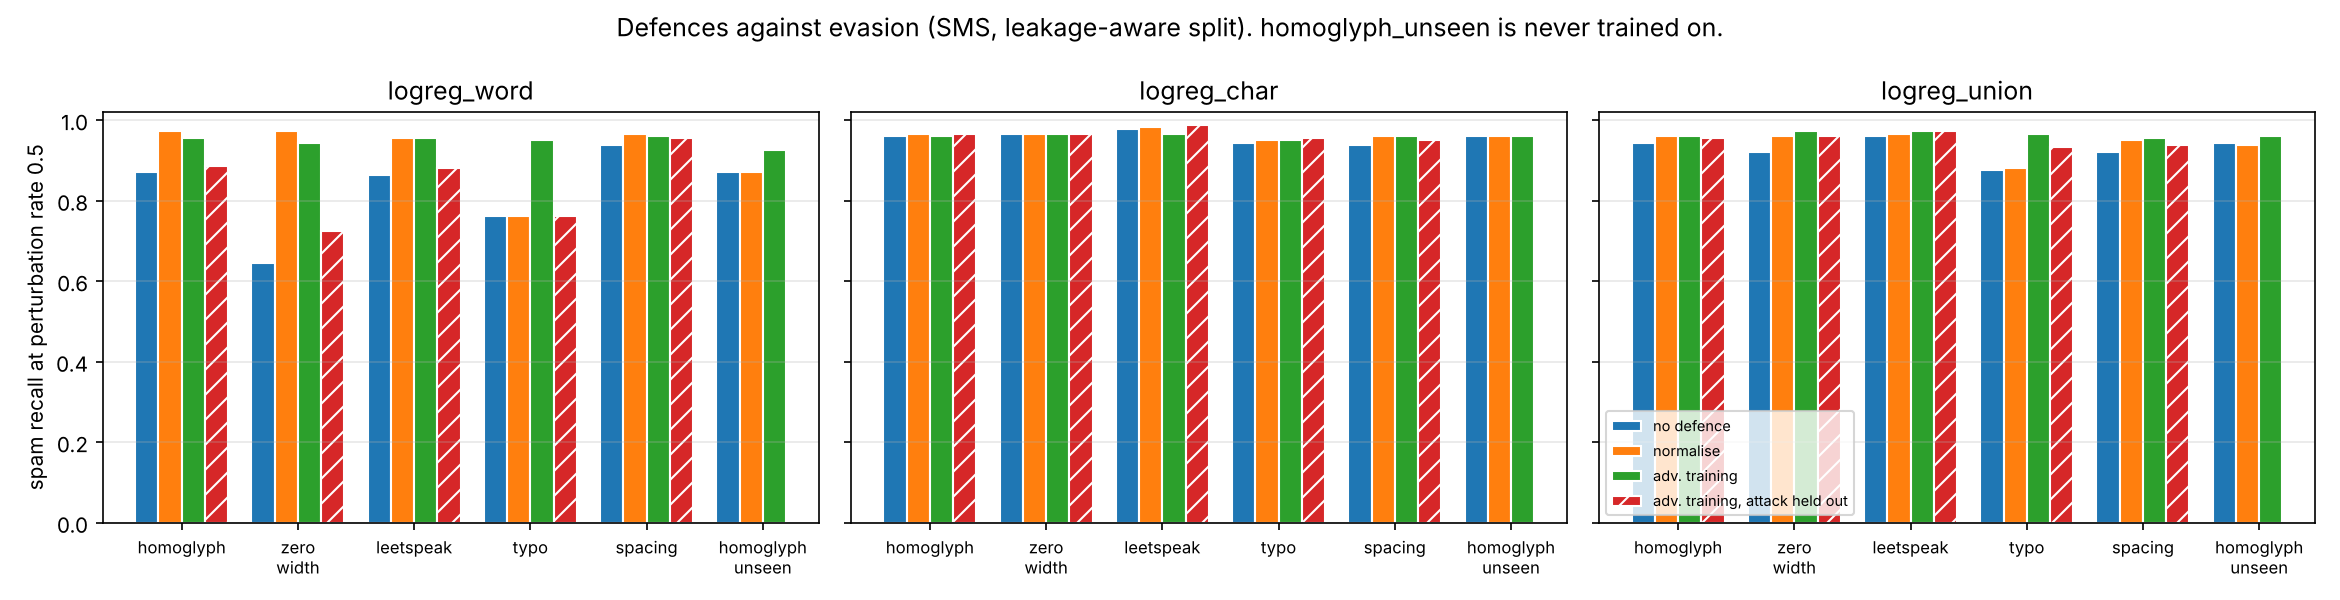 Defences against evasion (SMS, leakage-aware split). homoglyph_unseen is never trained on.
logreg_word
logreg_char
logreg_union
spam recall at perturbation rate 0.5
1.0
0.8
0.6
0.4
0.2
0.0
homoglyph
zero
width
leetspeak
typo
spacing
homoglyph
unseen
homoglyph
zero
width
leetspeak
typo
spacing
homoglyph
unseen
no defence
normalise
adv. training
adv. training, attack held out
homoglyph
zero
width
leetspeak
typo
spacing
homoglyph
unseen